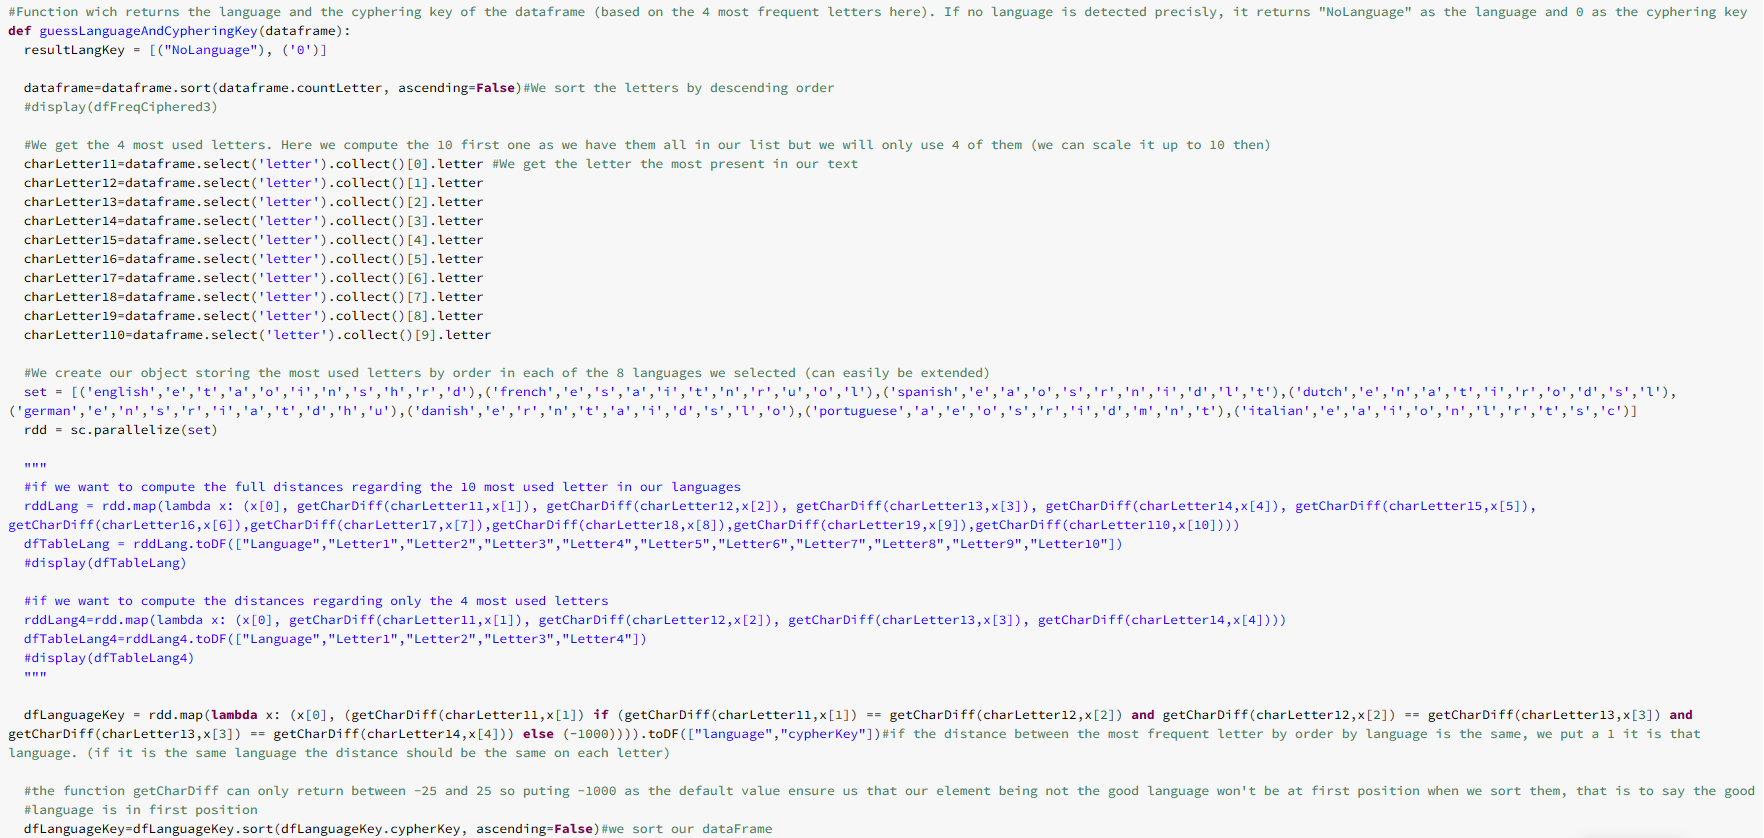 #Function wich returns the language and the cyphering key of the dataframe (based on the 4 most frequent letters here). If no language is detected precisly, it returns "NoLanguage" as the language and 0 as the cyphering key
def guessLanguageAndCypheringKey(dataframe):
  resultLangKey = [("NoLanguage"), ('0')]

  dataframe=dataframe.sort(dataframe.countLetter, ascending=False)#We sort the letters by descending order
  #display(dfFreqCiphered3)

  #We get the 4 most used letters. Here we compute the 10 first one as we have them all in our list but we will only use 4 of them (we can scale it up to 10 then)
  charLetter11=dataframe.select('letter').collect()[0].letter #We get the letter the most present in our text
  charLetter12=dataframe.select('letter').collect()[1].letter
  charLetter13=dataframe.select('letter').collect()[2].letter
  charLetter14=dataframe.select('letter').collect()[3].letter
  charLetter15=dataframe.select('letter').collect()[4].letter
  charLetter16=dataframe.select('letter').collect()[5].letter
  charLetter17=dataframe.select('letter').collect()[6].letter
  charLetter18=dataframe.select('letter').collect()[7].letter
  charLetter19=dataframe.select('letter').collect()[8].letter
  charLetter110=dataframe.select('letter').collect()[9].letter

  #We create our object storing the most used letters by order in each of the 8 languages we selected (can easily be extended)
  set = [('english','e','t','a','o','i','n','s','h','r','d'),('french','e','s','a','i','t','n','r','u','o','l'),('spanish','e','a','o','s','r','n','i','d','l','t'),('dutch','e','n','a','t','i','r','o','d','s','l'),
('german','e','n','s','r','i','a','t','d','h','u'),('danish','e','r','n','t','a','i','d','s','l','o'),('portuguese','a','e','o','s','r','i','d','m','n','t'),('italian','e','a','i','o','n','l','r','t','s','c')]
  rdd = sc.parallelize(set)

  """
  #if we want to compute the full distances regarding the 10 most used letter in our languages
  rddLang = rdd.map(lambda x: (x[0], getCharDiff(charLetter11,x[1]), getCharDiff(charLetter12,x[2]), getCharDiff(charLetter13,x[3]), getCharDiff(charLetter14,x[4]), getCharDiff(charLetter15,x[5]),
getCharDiff(charLetter16,x[6]),getCharDiff(charLetter17,x[7]),getCharDiff(charLetter18,x[8]),getCharDiff(charLetter19,x[9]),getCharDiff(charLetter110,x[10])))
  dfTableLang = rddLang.toDF(["Language","Letter1","Letter2","Letter3","Letter4","Letter5","Letter6","Letter7","Letter8","Letter9","Letter10"])
  #display(dfTableLang)

  #if we want to compute the distances regarding only the 4 most used letters
  rddLang4=rdd.map(lambda x: (x[0], getCharDiff(charLetter11,x[1]), getCharDiff(charLetter12,x[2]), getCharDiff(charLetter13,x[3]), getCharDiff(charLetter14,x[4])))
  dfTableLang4=rddLang4.toDF(["Language","Letter1","Letter2","Letter3","Letter4"])
  #display(dfTableLang4)
  """

  dfLanguageKey = rdd.map(lambda x: (x[0], (getCharDiff(charLetter11,x[1]) if (getCharDiff(charLetter11,x[1]) == getCharDiff(charLetter12,x[2]) and getCharDiff(charLetter12,x[2]) == getCharDiff(charLetter13,x[3]) and
getCharDiff(charLetter13,x[3]) == getCharDiff(charLetter14,x[4])) else (-1000)))).toDF(["language","cypherKey"])#if the distance between the most frequent letter by order by language is the same, we put a 1 it is that
language. (if it is the same language the distance should be the same on each letter)

  #the function getCharDiff can only return between -25 and 25 so puting -1000 as the default value ensure us that our element being not the good language won't be at first position when we sort them, that is to say the good
  #language is in first position
  dfLanguageKey=dfLanguageKey.sort(dfLanguageKey.cypherKey, ascending=False)#we sort our dataFrame